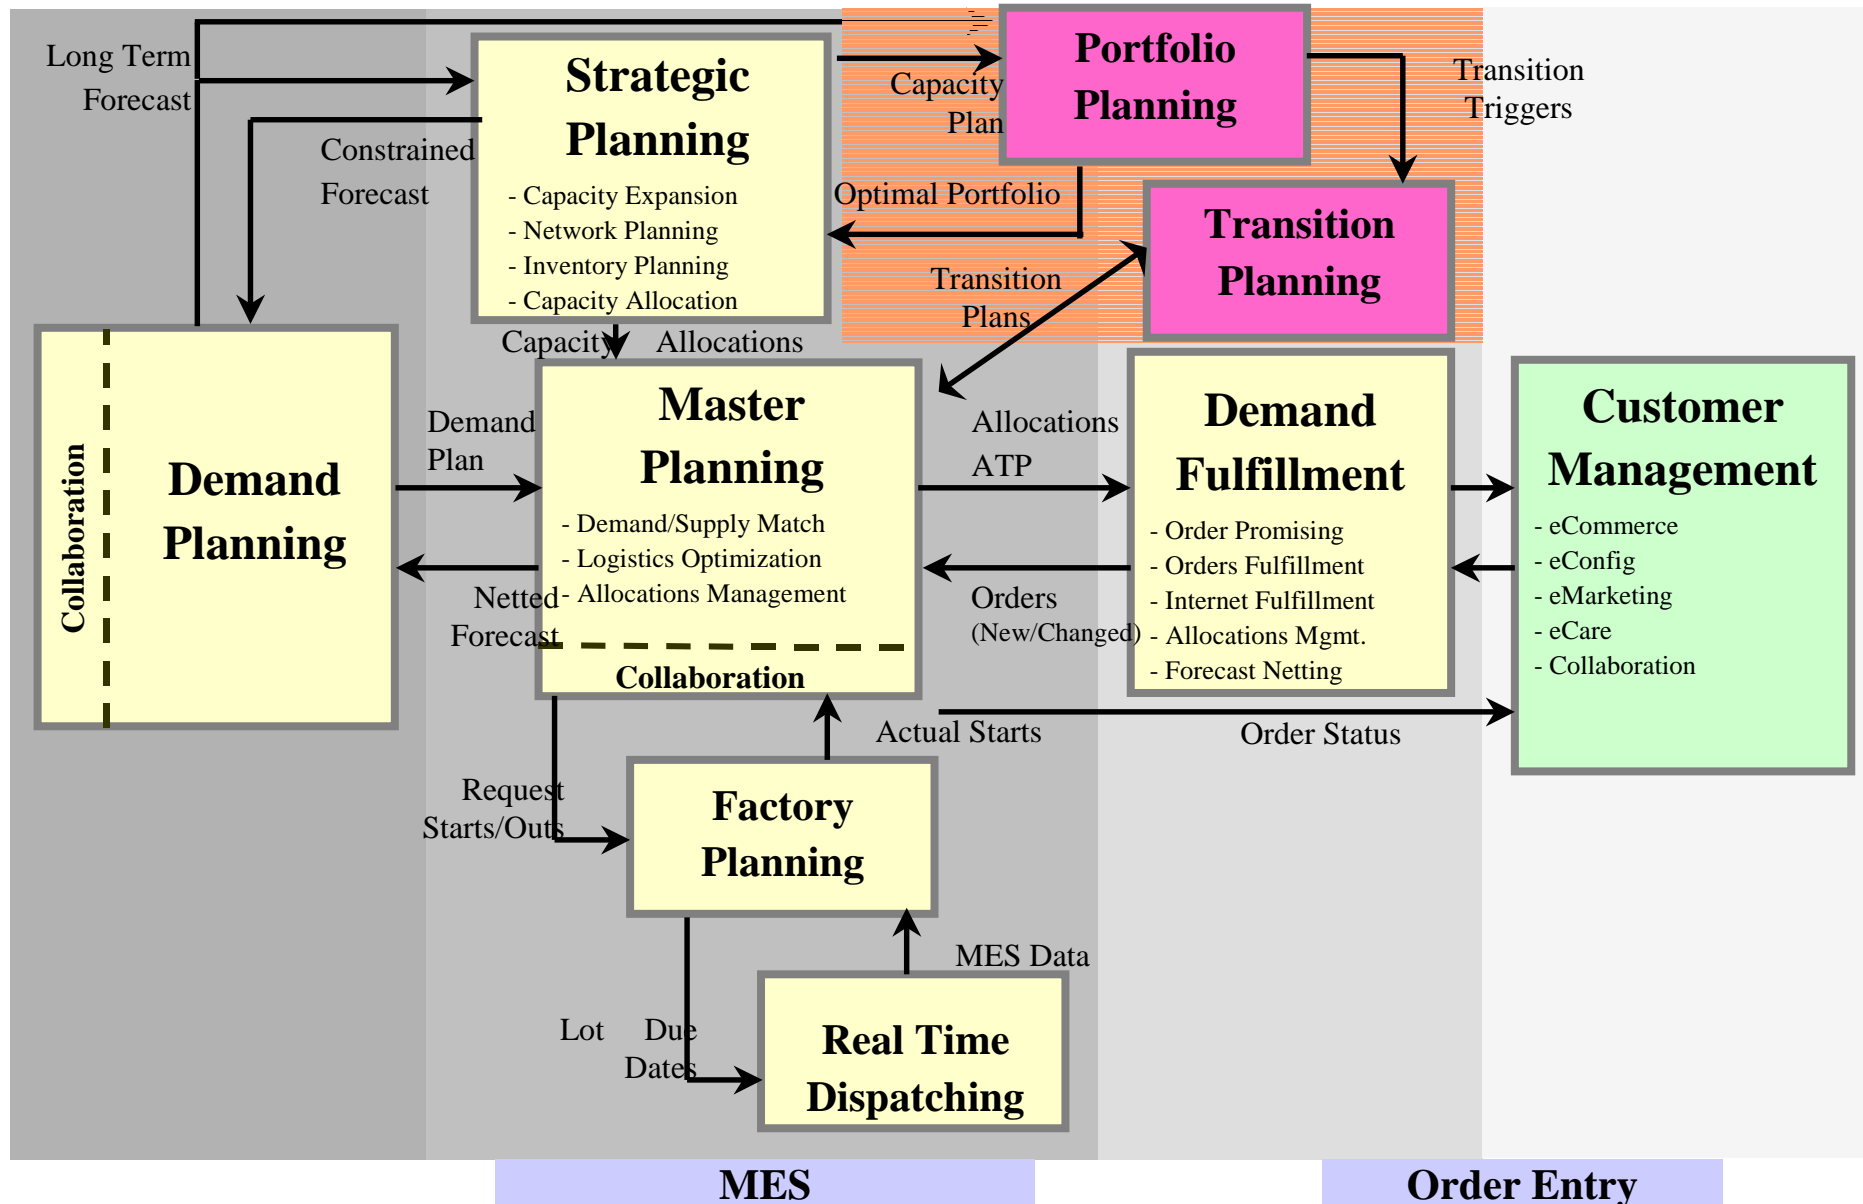 Long Term
Forecast
Strategic
Planning
- Capacity Expansion
- Network Planning
- Inventory Planning
- Capacity Allocation
Constrained
Forecast
Capacity
Plan
Portfolio
Planning
Transition
Triggers
Optimal Portfolio
Transition
Planning
Transition
Plans
Capacity Allocations
Collaboration
Demand
Planning
Demand
Plan
Netted
Forecast
Master
Planning
- Demand/Supply Match
- Logistics Optimization
- Allocations Management
Collaboration
Allocations
ATP
Orders
(New/Changed)
Demand
Fulfillment
- Order Promising
- Orders Fulfillment
- Internet Fulfillment
- Allocations Mgmt.
- Forecast Netting
Customer
Management
- eCommerce
- eConfig
- eMarketing
- eCare
- Collaboration
Actual Starts
Order Status
Request
Starts/Outs
Factory
Planning
MES Data
Lot Due
Dates
Real Time
Dispatching
MES
Order Entry